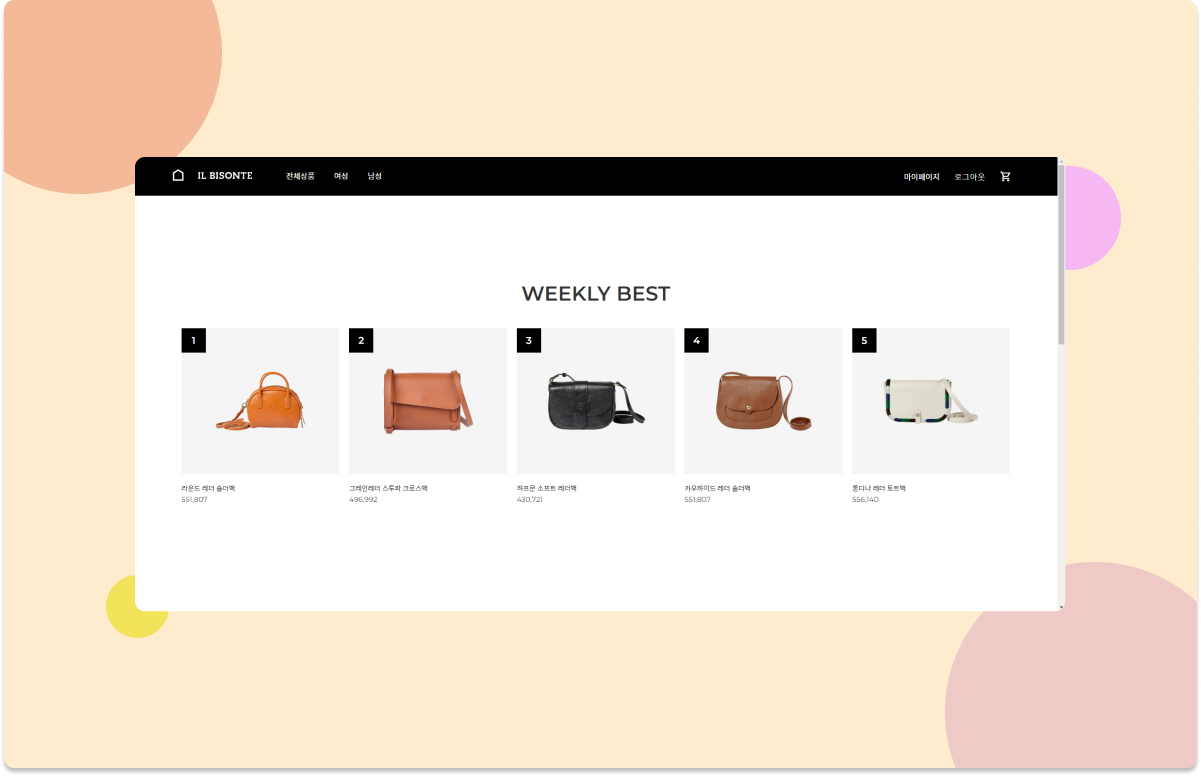 IL BISONTE 전체상품 여성 남성 마이페이지 로그아웃
WEEKLY BEST
1 2 3 4 5
라운드 레더 숄더백 그레인레더 스투파 크로스백 하프문 소프트 레더백 카우하이드 레더 숄더백 룬디나 레더 토트백
551,807 496,992 430,721 551,807 556,140